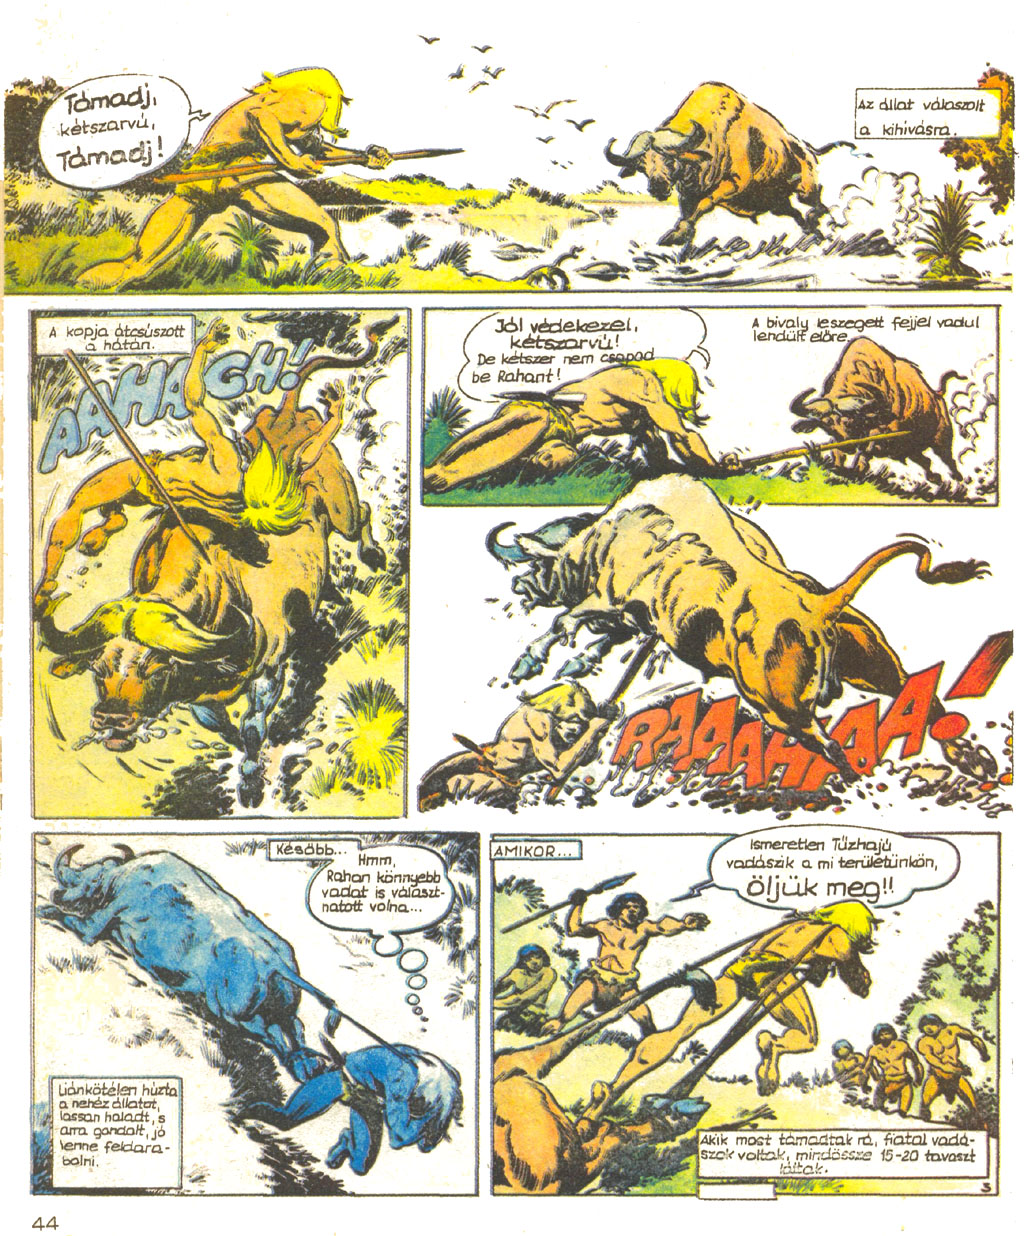 Támadj,
kétszarvú,
Támadj!
Az állat válaszolt
a kihívásra.
A kopja átcsúszott
a hátán.
AAHAGH!
Jól védekezel,
kétszarvú!
De kétszer nem csapod
be Rahant!
A bivaly leszegett fejjel vadul
lendült előre.
RAAAHAAA!
Később...
Hmm,
Rahan könnyebb
vadat is választ-
hatott volna...
Liánkötélen húzta
a nehéz állatot,
lassan haladt, s
arra gondolt, jó
lenne feldara-
bolni.
AMIKOR...
Ismeretlen Tűzhajú
vadászik a mi területünkön,
Öljük meg!!
Akik most támadtak rá, fiatal vadá-
szok voltak, mindössze 15-20 tavaszt
láttak.
3
44